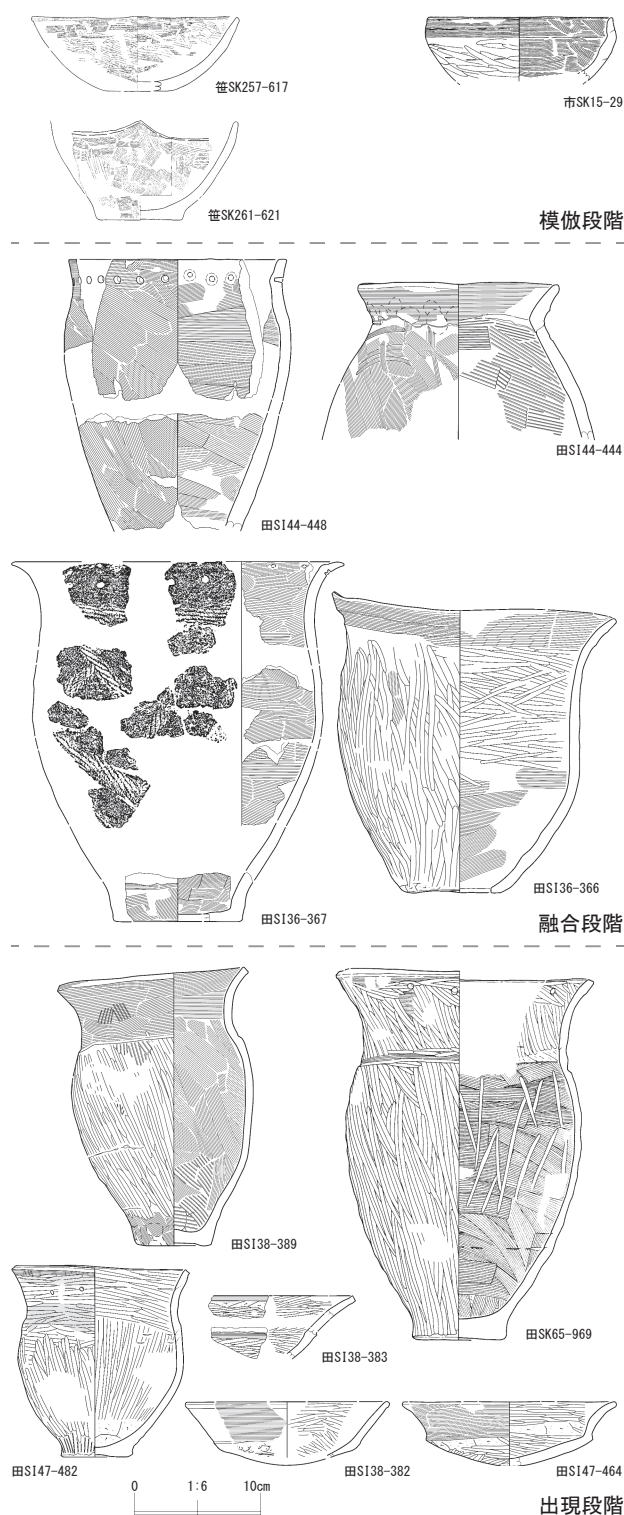 笹SK257-617
市SK15-29
笹SK261-621
模倣段階
田SI44-444
田SI44-448
田SI36-366
田SI36-367
融合段階
田SI38-389
田SK65-969
田SI38-383
田SI47-482
田SI38-382
田SI47-464
0 1:6 10cm
出現段階